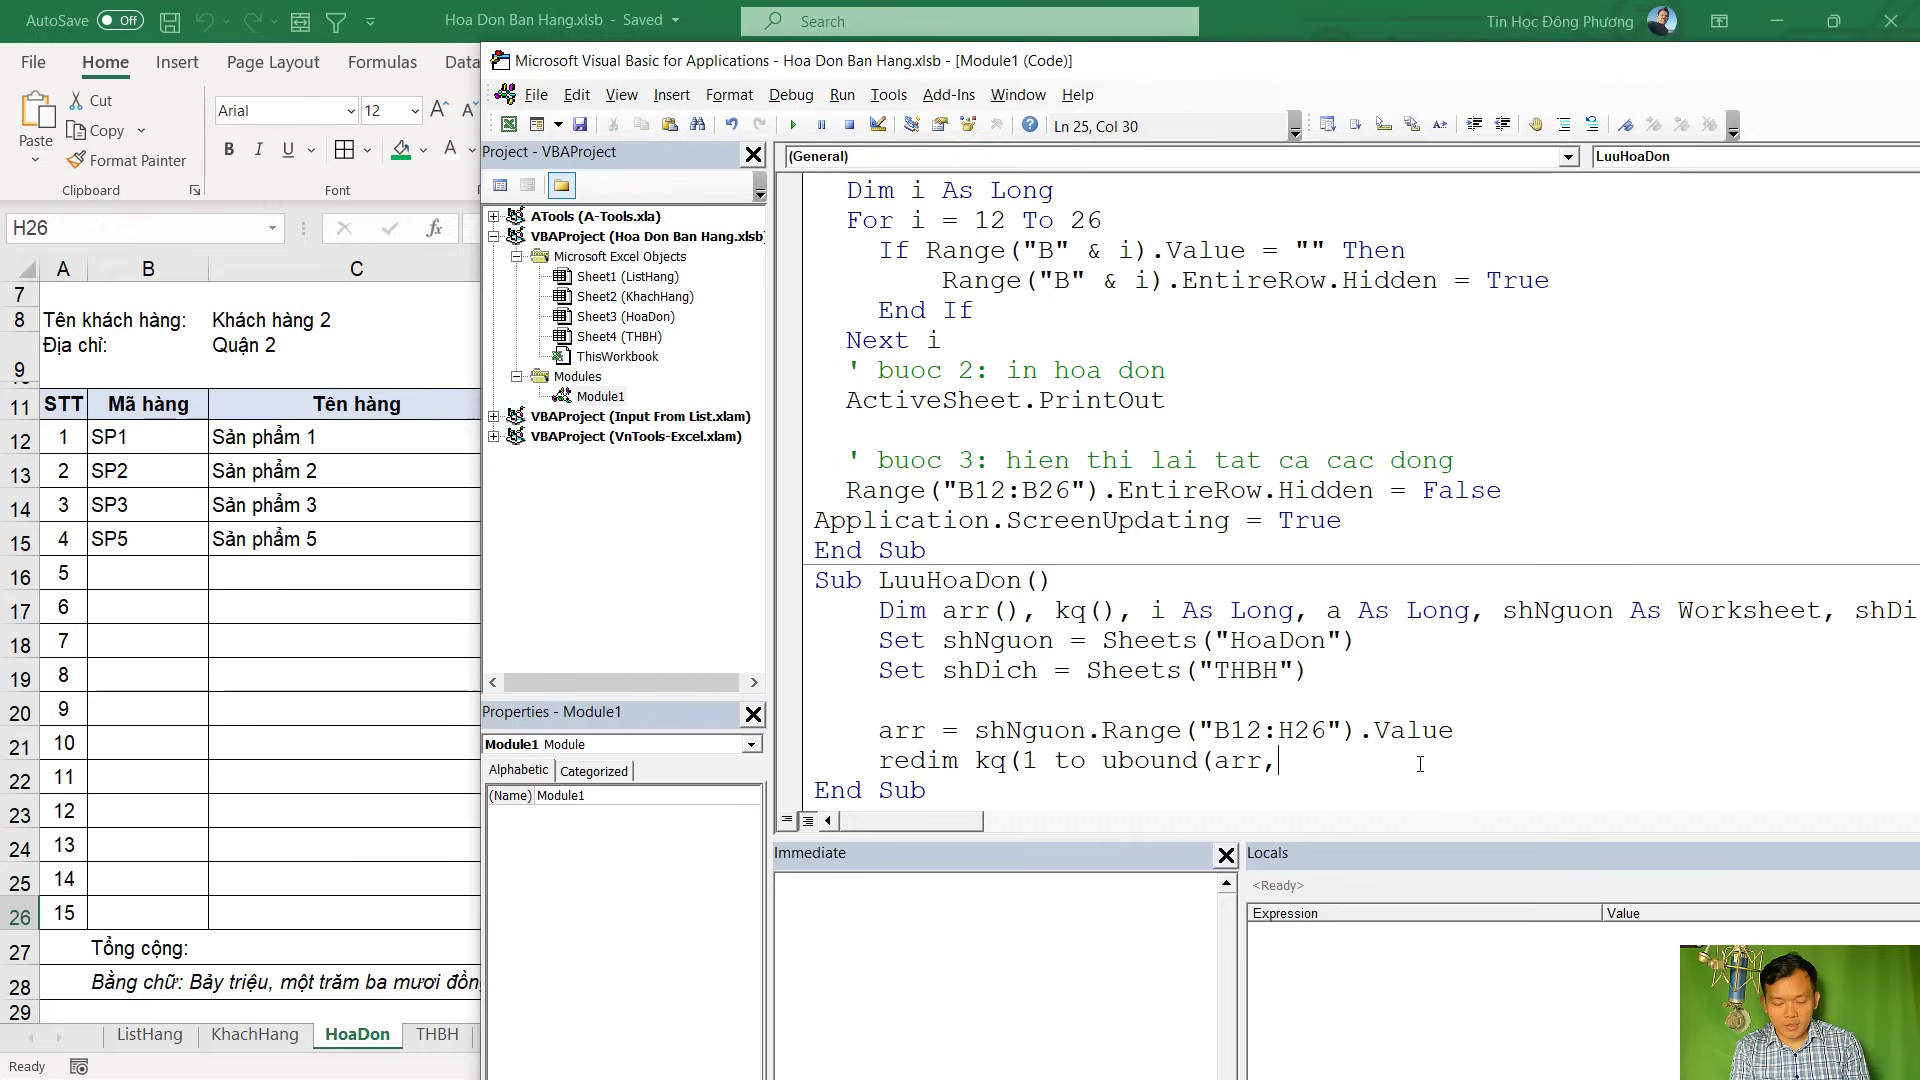 AutoSave Off Hoa Don Ban Hang.xlsb - Saved Search Tin Học Đông Phương
File Home Insert Page Layout Formulas Data
Microsoft Visual Basic for Applications - Hoa Don Ban Hang.xlsb - [Module1 (Code)]
File Edit View Insert Format Debug Run Tools Add-Ins Window Help
Ln 25, Col 30
Cut
Copy
Format Painter
Paste
Arial 12
B I U
Clipboard
Font
H26
fx
A B C
7
8 Tên khách hàng: Khách hàng 2
9 Địa chỉ: Quận 2
11 STT Mã hàng Tên hàng
12 1 SP1 Sản phẩm 1
13 2 SP2 Sản phẩm 2
14 3 SP3 Sản phẩm 3
15 4 SP5 Sản phẩm 5
16 5
17 6
18 7
19 8
20 9
21 10
22 11
23 12
24 13
25 14
26 15
27 Tổng cộng:
28 Bằng chữ: Bảy triệu, một trăm ba mươi đồng
29
ListHang KhachHang HoaDon THBH
Ready
Project - VBAProject
ATools (A-Tools.xla)
VBAProject (Hoa Don Ban Hang.xlsb)
Microsoft Excel Objects
Sheet1 (ListHang)
Sheet2 (KhachHang)
Sheet3 (HoaDon)
Sheet4 (THBH)
ThisWorkbook
Modules
Module1
VBAProject (Input From List.xlam)
VBAProject (VnTools-Excel.xlam)
Properties - Module1
Module1 Module
Alphabetic Categorized
(Name) Module1
(General) LuuHoaDon
Dim i As Long
For i = 12 To 26
If Range("B" & i).Value = "" Then
Range("B" & i).EntireRow.Hidden = True
End If
Next i
' buoc 2: in hoa don
ActiveSheet.PrintOut
' buoc 3: hien thi lai tat ca cac dong
Range("B12:B26").EntireRow.Hidden = False
Application.ScreenUpdating = True
End Sub
Sub LuuHoaDon()
Dim arr(), kq(), i As Long, a As Long, shNguon As Worksheet, shDi
Set shNguon = Sheets("HoaDon")
Set shDich = Sheets("THBH")
arr = shNguon.Range("B12:H26").Value
redim kq(1 to ubound(arr,
End Sub
Immediate
Locals
<Ready>
Expression Value